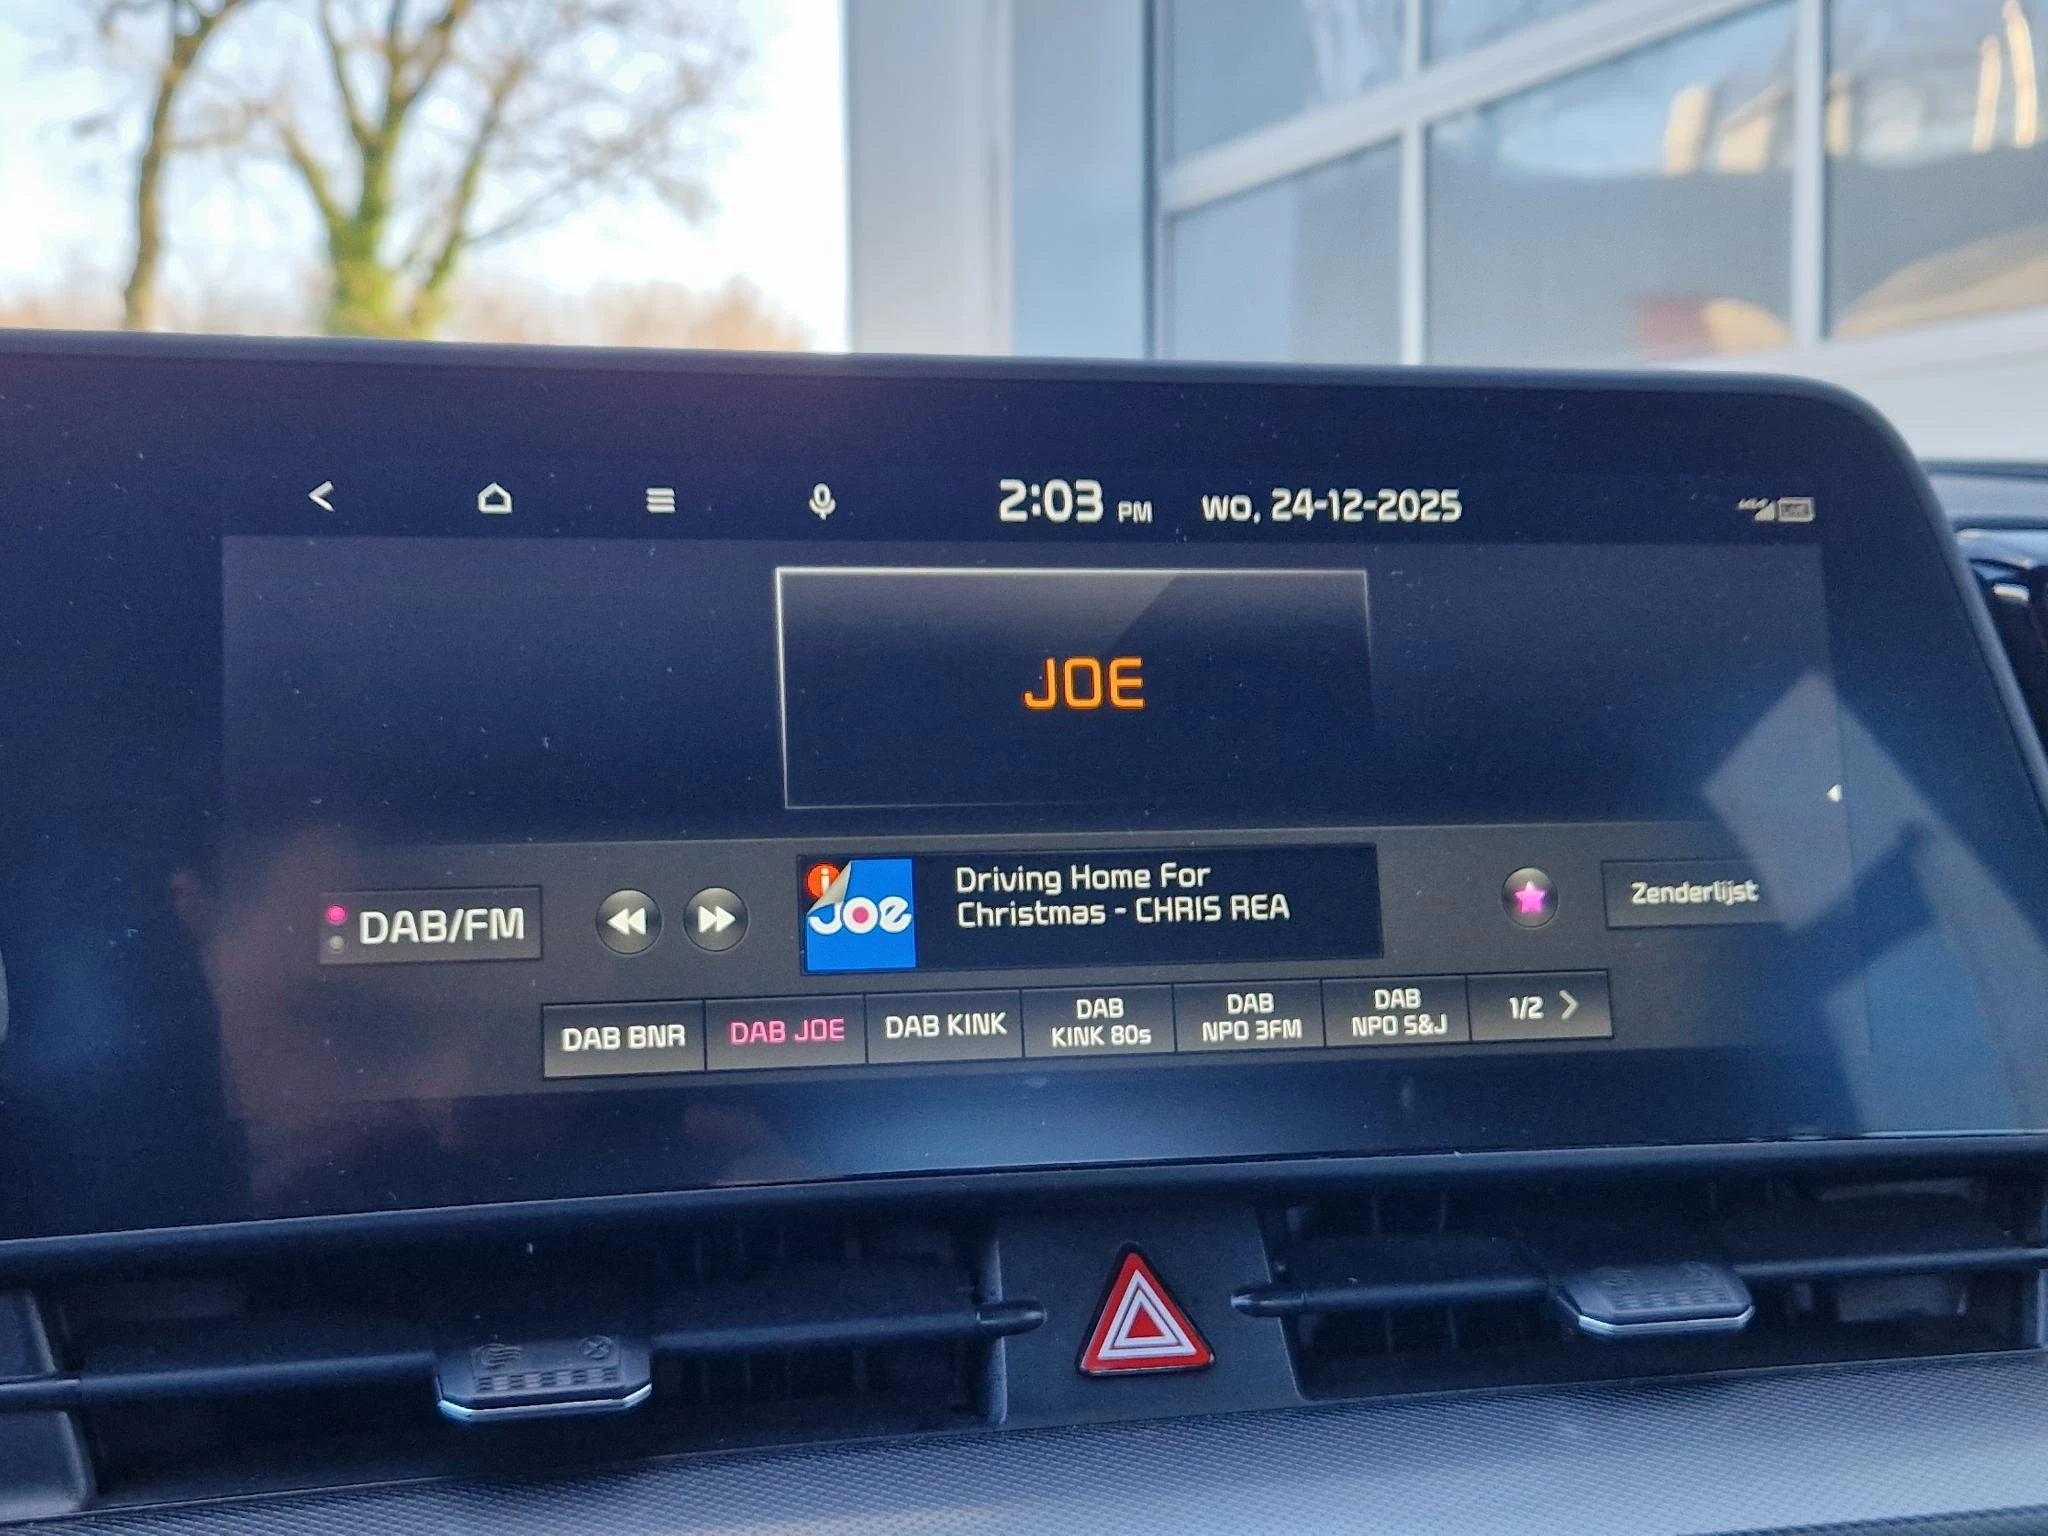 2:03 PM wo, 24-12-2025
JOE
DAB/FM
i
Joe
Driving Home For
Christmas - CHRIS REA
Zenderlijst
DAB BNR
DAB JOE
DAB KINK
DAB
KINK 80s
DAB
NPO 3FM
DAB
NPO S&J
1/2